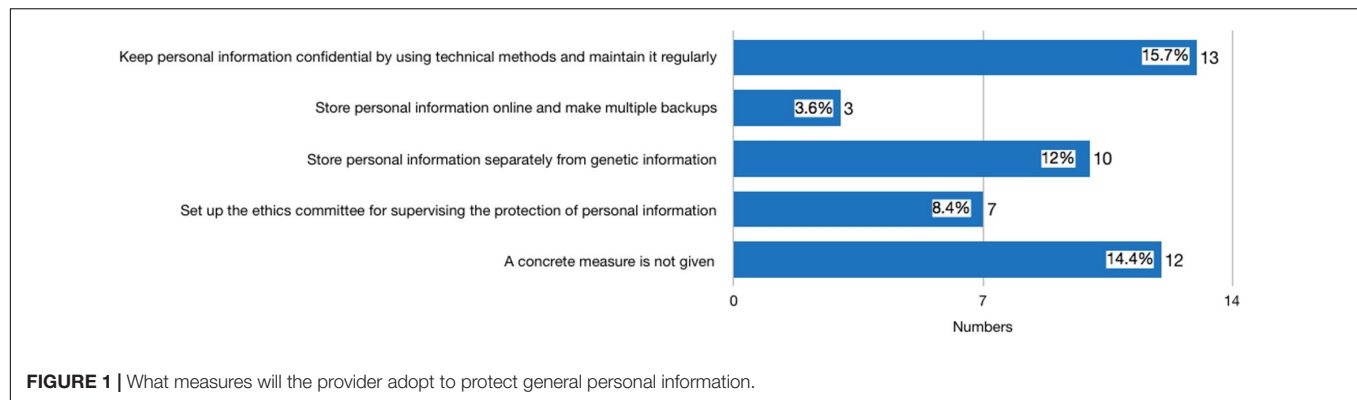 Keep personal information confidential by using technical methods and maintain it regularly
15.7% 13
Store personal information online and make multiple backups
3.6% 3
Store personal information separately from genetic information
12% 10
Set up the ethics committee for supervising the protection of personal information
8.4% 7
A concrete measure is not given
14.4% 12
0 7 14
Numbers
FIGURE 1 | What measures will the provider adopt to protect general personal information.